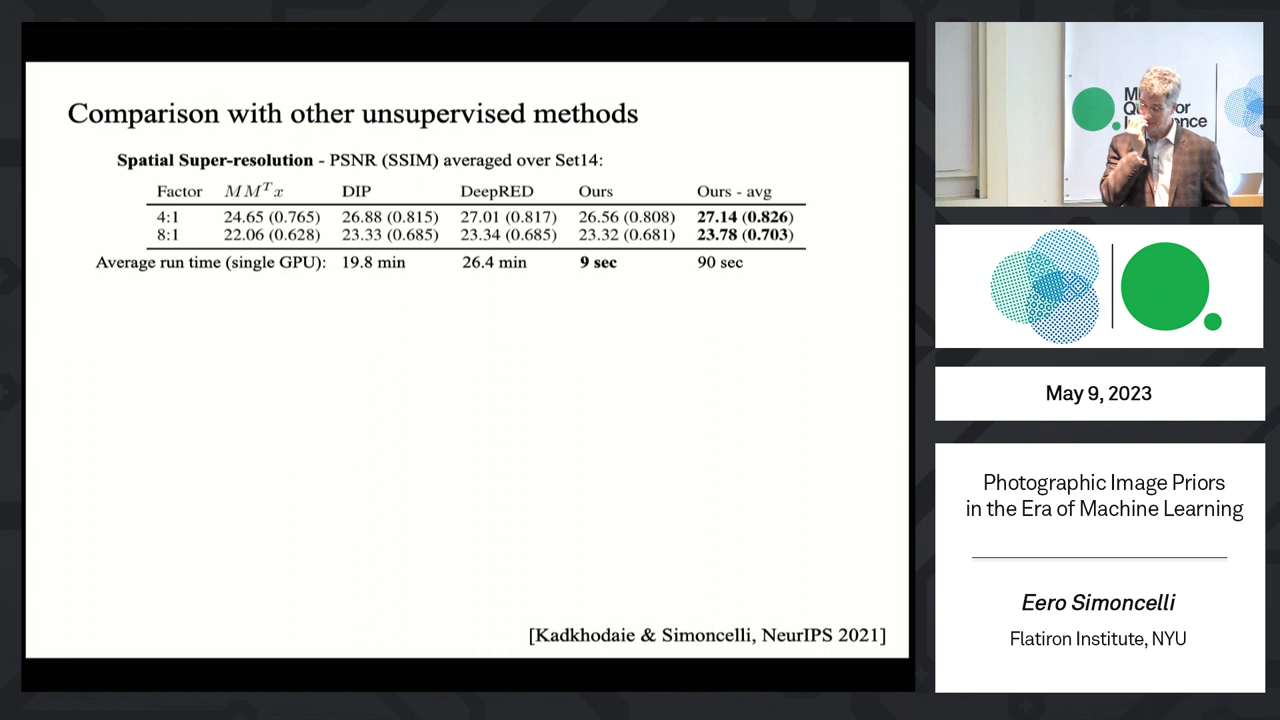 Comparison with other unsupervised methods
Spatial Super-resolution - PSNR (SSIM) averaged over Set14:
Factor MMᵀx DIP DeepRED Ours Ours - avg
4:1 24.65 (0.765) 26.88 (0.815) 27.01 (0.817) 26.56 (0.808) 27.14 (0.826)
8:1 22.06 (0.628) 23.33 (0.685) 23.34 (0.685) 23.32 (0.681) 23.78 (0.703)
Average run time (single GPU): 19.8 min 26.4 min 9 sec 90 sec
[Kadkhodaie & Simoncelli, NeurIPS 2021]
May 9, 2023
Photographic Image Priors
in the Era of Machine Learning
Eero Simoncelli
Flatiron Institute, NYU